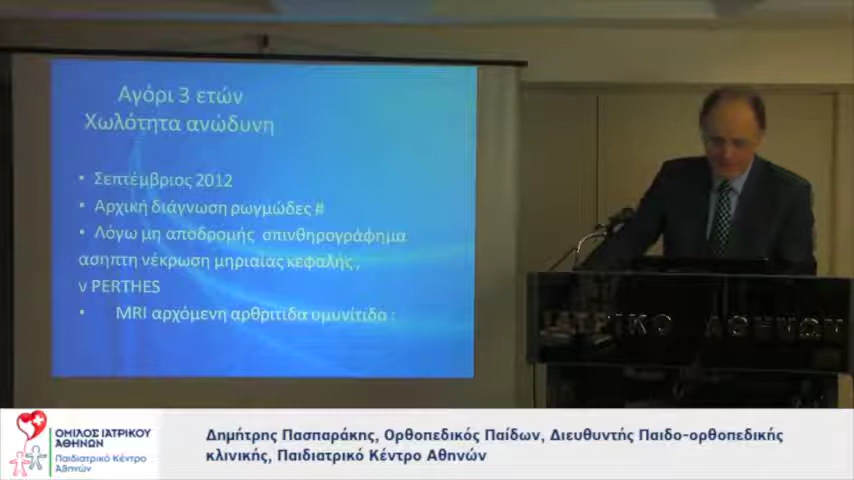 Αγόρι 3 ετών
Χωλότητα ανώδυνη
• Σεπτέμβριος 2012
• Αρχική διάγνωση ρωγμώδες #
• Λόγω μη αποδρομής σπινθηρογράφημα
ασηπτη νέκρωση μηριαίας κεφαλής,
ν PERTHES
• MRI αρχόμενη αρθρίτιδα υμυνίτιδα :
ΑΘΗΝΩΝ
ΟΜΙΛΟΣ ΙΑΤΡΙΚΟΥ
ΑΘΗΝΩΝ
Παιδιατρικό Κέντρο
Αθηνών
Δημήτρης Πασπαράκης, Ορθοπεδικός Παίδων, Διευθυντής Παιδο-ορθοπεδικής
κλινικής, Παιδιατρικό Κέντρο Αθηνών